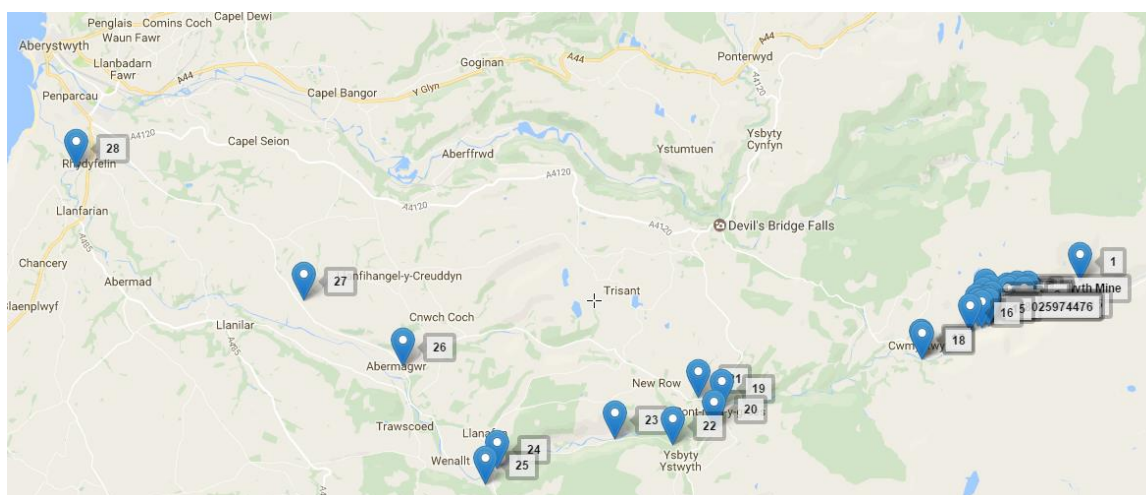 Penglais
Comins Coch
Capel Dewi
A44
Waun Fawr
Aberystwyth
Llanbadarn
Fawr
A44
Goginan
Ponterwyd
Penparcau
Capel Bangor
Y Glyn
A44
A4120
A4120
28
Capel Seion
Ysbyty
Cynfyn
Ystumtuen
Aberffrwd
A4120
A4120
Llanfarian
A4120
Devil's Bridge Falls
A485
Chancery
1
Abermad
27
Trisant
16
Cnwch Coch
Llanilar
18
26
Abermagwr
A485
New Row
19
20
23
22
Trawscoed
24
Ysbyty
Ystwyth
Wenallt
25
025974476